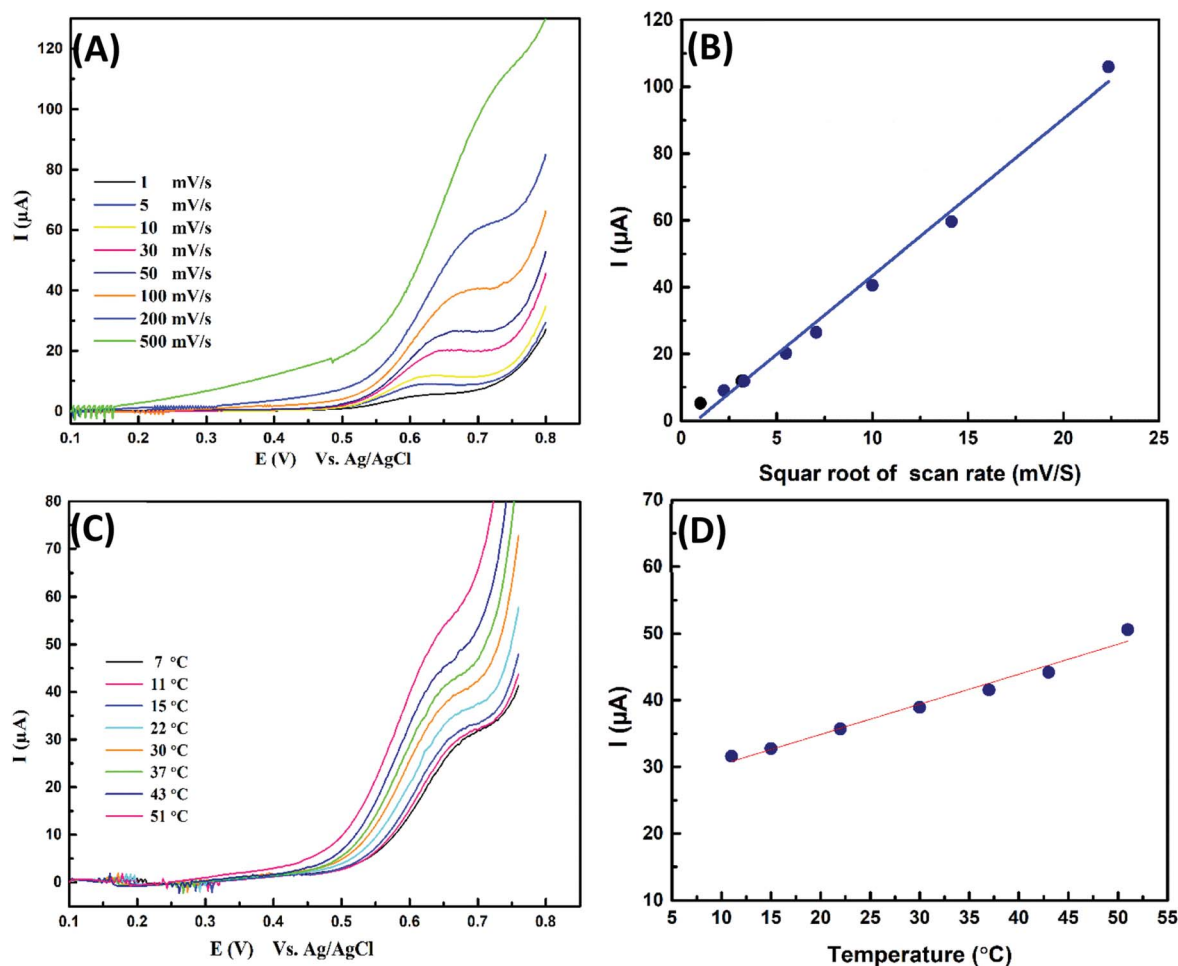 (A)
I (µA)
120
100
80
60
40
20
0
1 mV/s
5 mV/s
10 mV/s
30 mV/s
50 mV/s
100 mV/s
200 mV/s
500 mV/s
0.1 0.2 0.3 0.4 0.5 0.6 0.7 0.8
E (V) Vs. Ag/AgCl
(B)
I (µA)
120
100
80
60
40
20
0
0 5 10 15 20 25
Squar root of scan rate (mV/S)
(C)
I (µA)
80
70
60
50
40
30
20
10
0
7 °C
11 °C
15 °C
22 °C
30 °C
37 °C
43 °C
51 °C
0.1 0.2 0.3 0.4 0.5 0.6 0.7 0.8
E (V) Vs. Ag/AgCl
(D)
I (µA)
70
60
50
40
30
20
10
5 10 15 20 25 30 35 40 45 50 55
Temperature (°C)